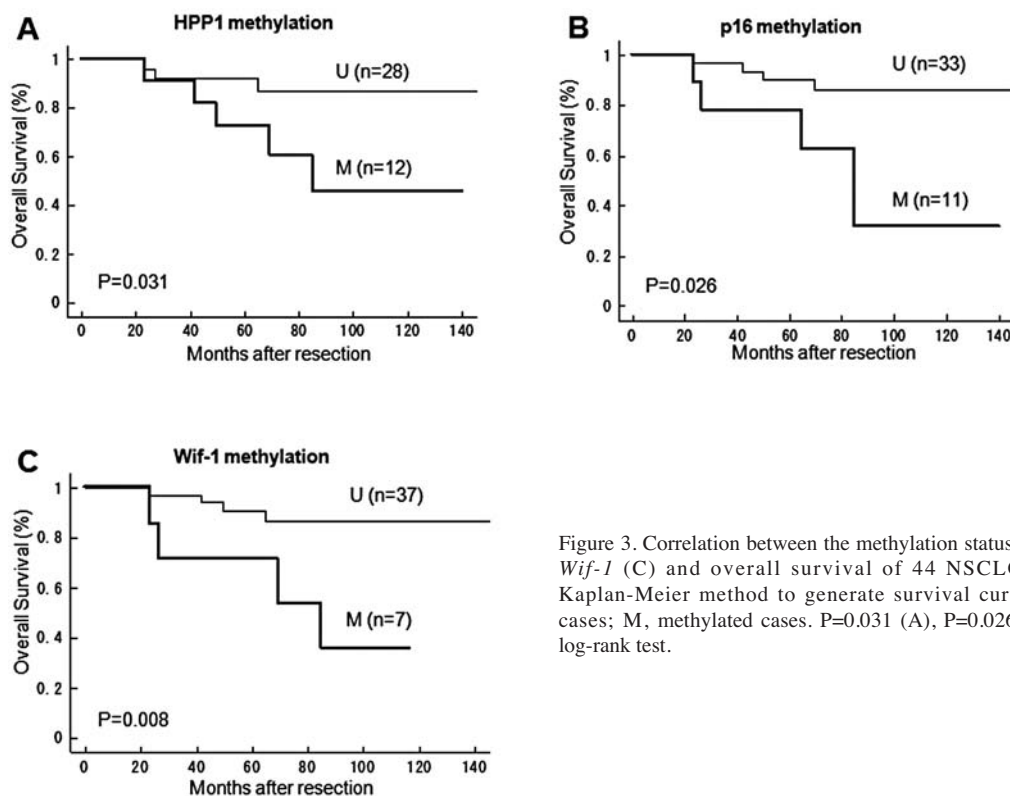 A
HPP1 methylation
1
0.8
0.6
0.4
0.2
0
Overall Survival (%)
U (n=28)
M (n=12)
P=0.031
0 20 40 60 80 100 120 140
Months after resection
B
p16 methylation
1
0.8
0.6
0.4
0.2
0
Overall Survival (%)
U (n=33)
M (n=11)
P=0.026
0 20 40 60 80 100 120 140
Months after resection
C
Wif-1 methylation
1
0.8
0.6
0.4
0.2
0
Overall Survival (%)
U (n=37)
M (n=7)
P=0.008
0 20 40 60 80 100 120 140
Months after resection
Figure 3. Correlation between the methylation status
Wif-1 (C) and overall survival of 44 NSCL
Kaplan-Meier method to generate survival cur
cases; M, methylated cases. P=0.031 (A), P=0.026
log-rank test.